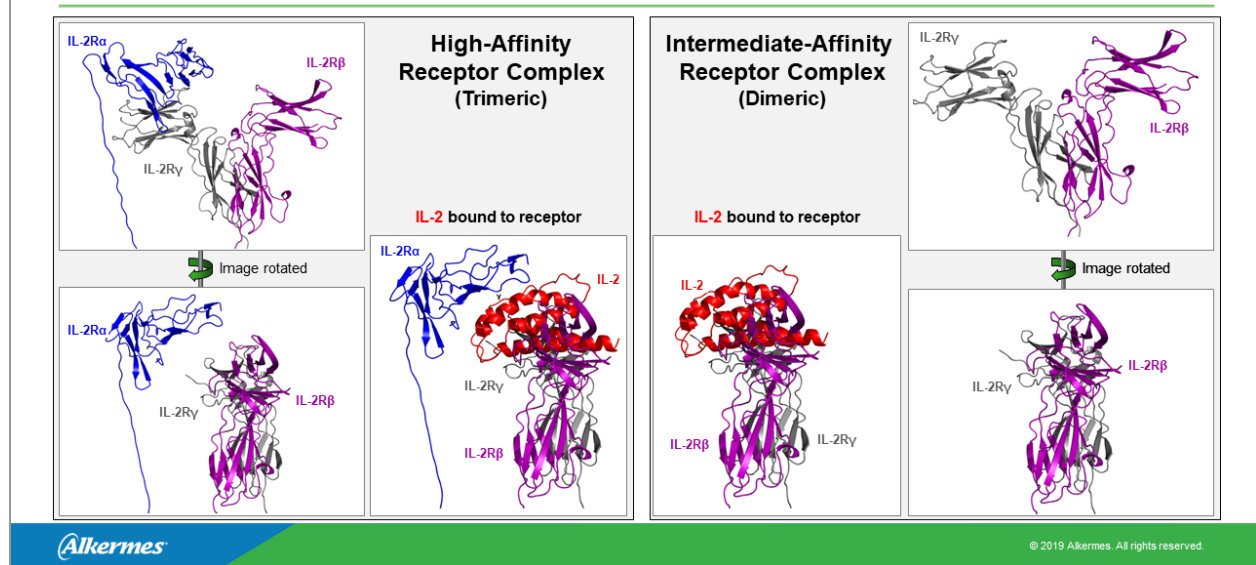 IL-2Rα
IL-2Rβ
IL-2Rγ
High-Affinity
Receptor Complex
(Trimeric)
IL-2 bound to receptor
Image rotated
IL-2Rα
IL-2Rγ
IL-2Rβ
IL-2Rα
IL-2
IL-2Rγ
IL-2Rβ
Intermediate-Affinity
Receptor Complex
(Dimeric)
IL-2 bound to receptor
IL-2Rγ
IL-2Rβ
Image rotated
IL-2
IL-2Rβ
IL-2Rγ
IL-2Rγ
IL-2Rβ
Alkermes
© 2019 Alkermes. All rights reserved.